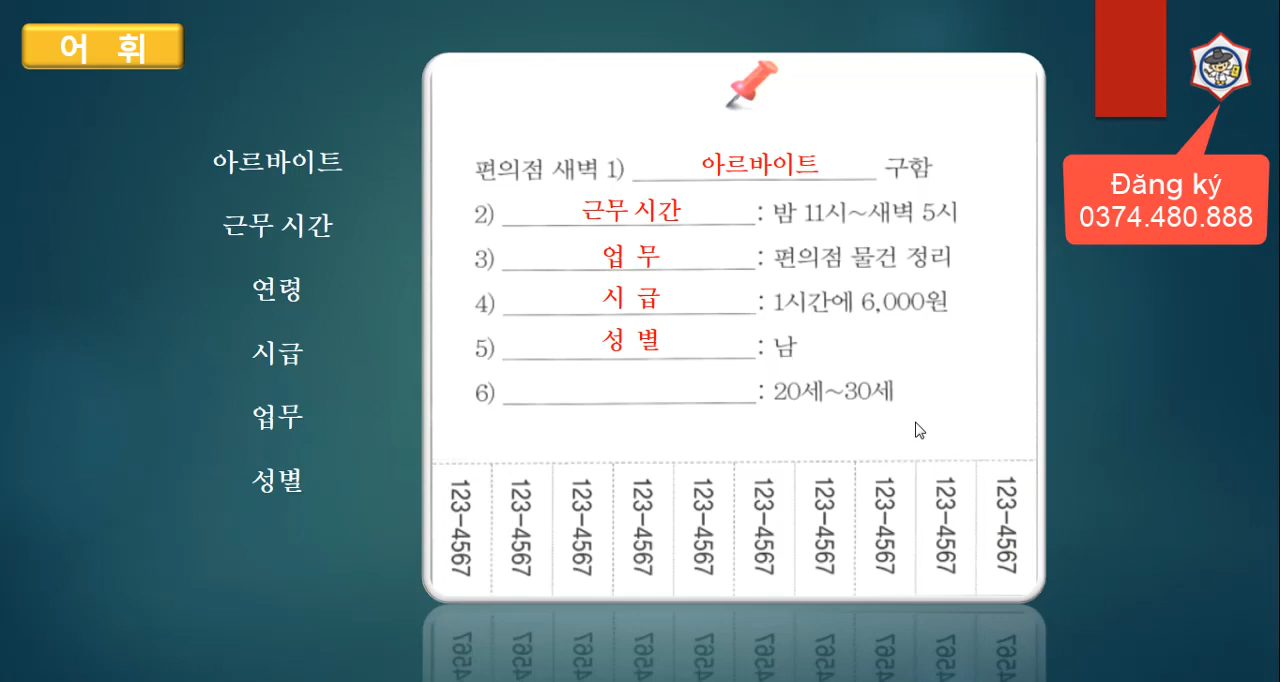 어 휘
아르바이트
근무 시간
연령
시급
업무
성별
편의점 새벽 1) 아르바이트 구함
2) 근무 시간 : 밤 11시~새벽 5시
3) 업 무 : 편의점 물건 정리
4) 시 급 : 1시간에 6,000원
5) 성 별 : 남
6) : 20세~30세
123-4567
123-4567
123-4567
123-4567
123-4567
123-4567
123-4567
123-4567
123-4567
123-4567
Đăng ký
0374.480.888